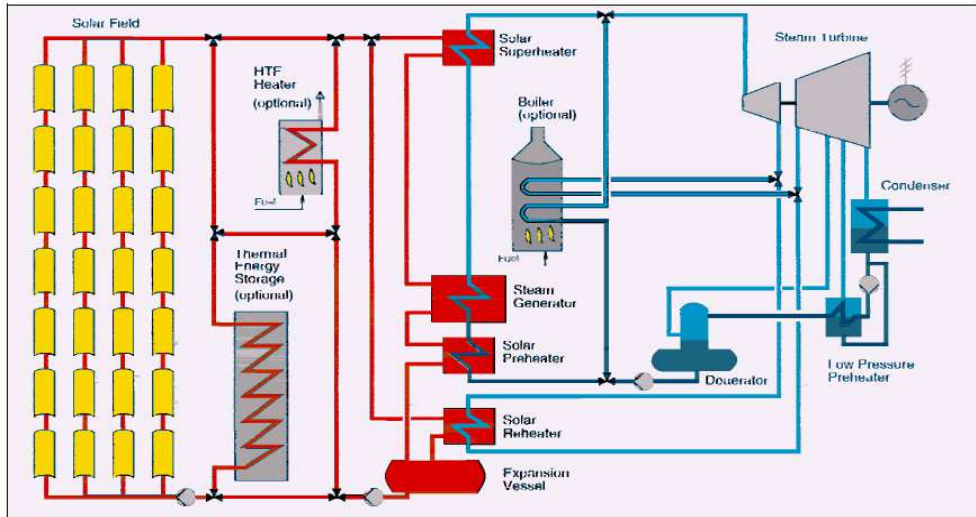 Solar Field
HTF
Heater
(optional)
Fuel
Thermal
Energy
Storage
(optional)
Solar
Superheater
Boiler
(optional)
Fuel
Steam
Generator
Solar
Preheater
Solar
Reheater
Expansion
Vessel
Steam Turbine
Condenser
Low Pressure
Preheater
Deaerator